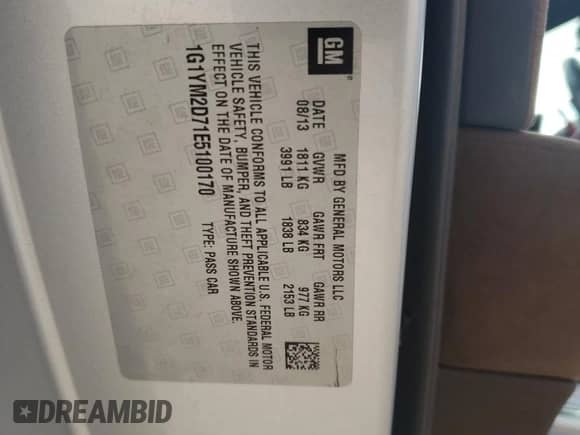 GM
MFD BY GENERAL MOTORS LLC
DATE GVWR GAWR FRT GAWR RR
08/13 1811 KG 834 KG 977 KG
3991 LB 1838 LB 2153 LB
THIS VEHICLE CONFORMS TO ALL APPLICABLE U.S. FEDERAL MOTOR
VEHICLE SAFETY, BUMPER, AND THEFT PREVENTION STANDARDS IN
EFFECT ON THE DATE OF MANUFACTURE SHOWN ABOVE.
1G1YM2D71E5100170 TYPE: PASS CAR
DREAMBID